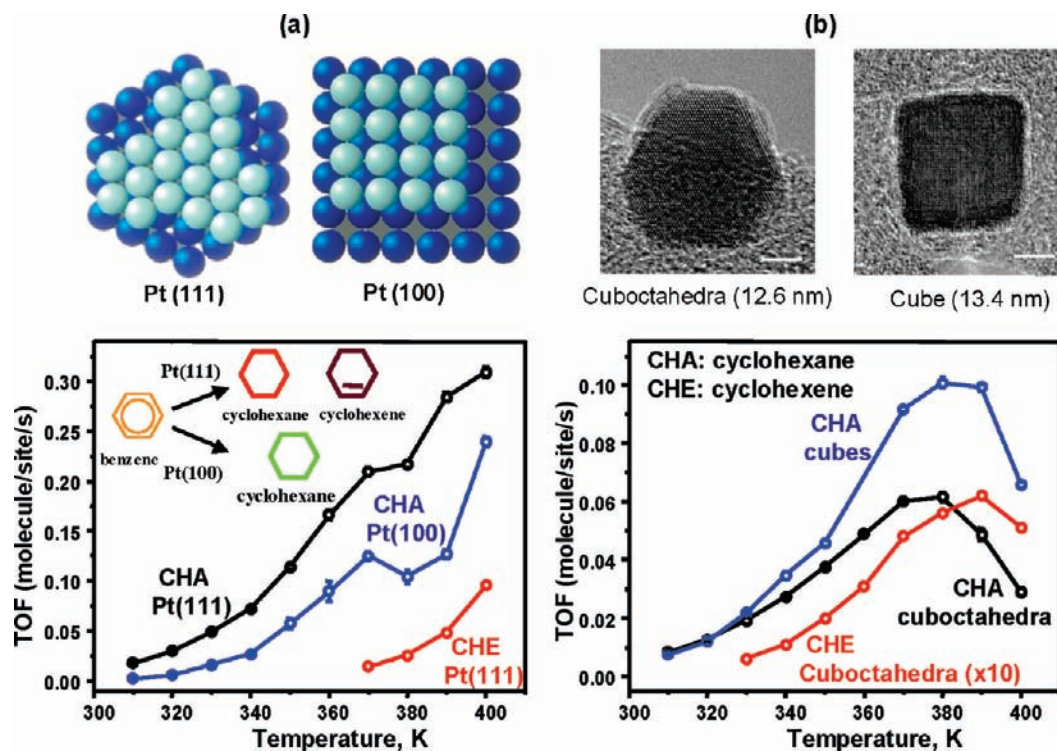 (a)
(b)
Pt (111)
Pt (100)
Cuboctahedra (12.6 nm)
Cube (13.4 nm)
TOF (molecule/site/s)
0.30
0.25
0.20
0.15
0.10
0.05
0.00
benzene
Pt(111)
Pt(100)
cyclohexane
cyclohexene
cyclohexane
CHA
Pt(111)
CHA
Pt(100)
CHE
Pt(111)
300 320 340 360 380 400
Temperature, K
TOF (molecule/site/s)
0.10
0.08
0.06
0.04
0.02
0.00
CHA: cyclohexane
CHE: cyclohexene
CHA
cubes
CHA
cuboctahedra
CHE
Cuboctahedra (x10)
300 320 340 360 380 400
Temperature, K